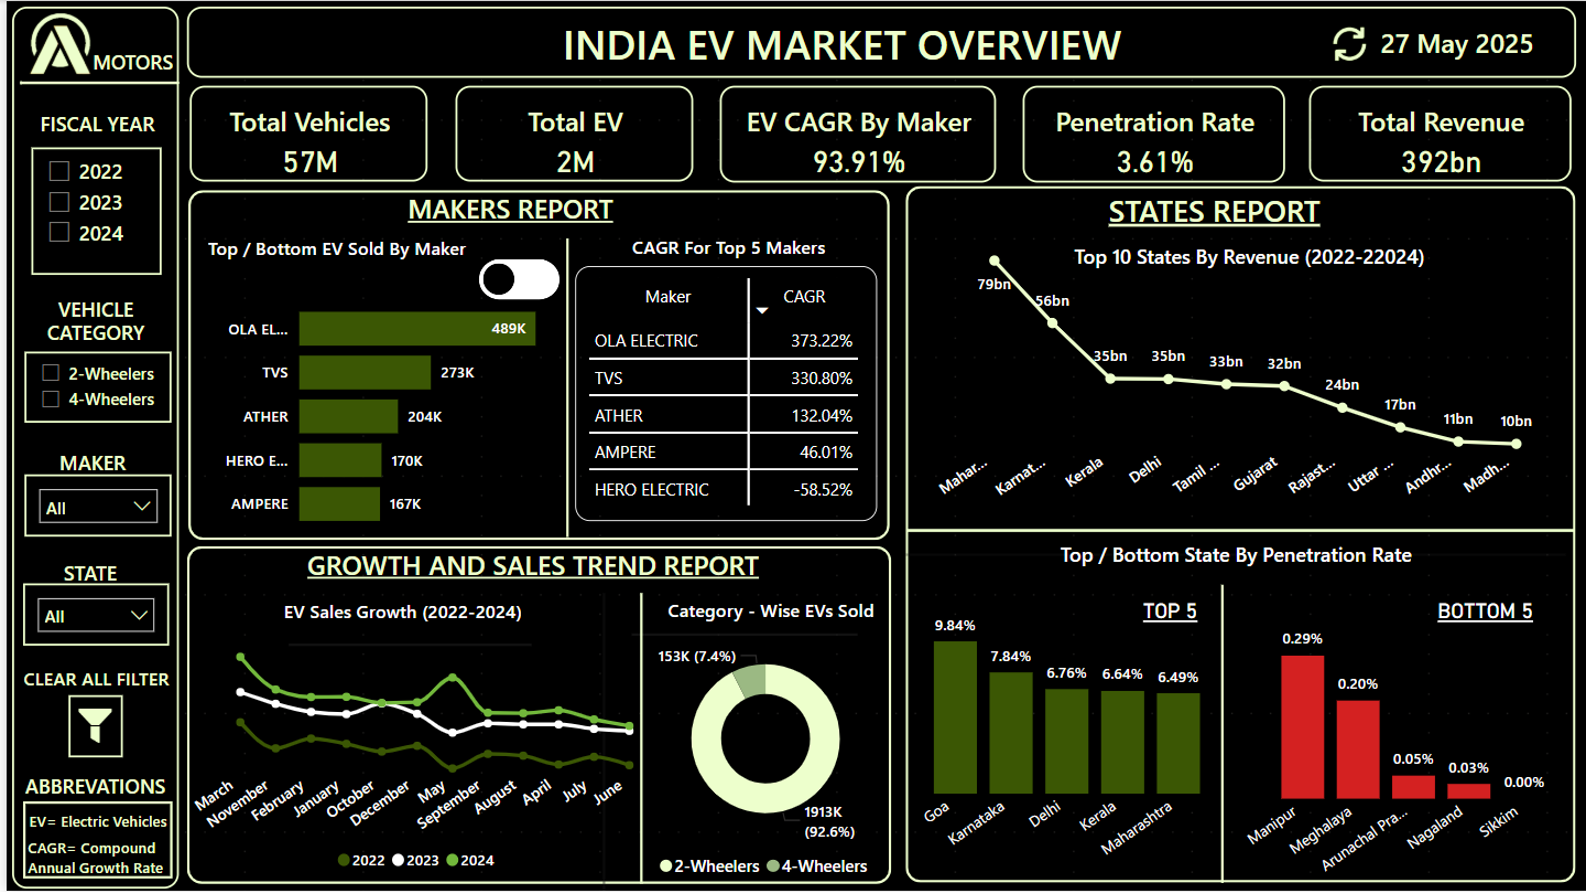 MOTORS
INDIA EV MARKET OVERVIEW
27 May 2025
FISCAL YEAR
2022
2023
2024
VEHICLE
CATEGORY
2-Wheelers
4-Wheelers
MAKER
All
STATE
All
CLEAR ALL FILTER
ABBREVATIONS
EV= Electric Vehicles
CAGR= Compound
Annual Growth Rate
Total Vehicles
57M
Total EV
2M
EV CAGR By Maker
93.91%
Penetration Rate
3.61%
Total Revenue
392bn
MAKERS REPORT
Top / Bottom EV Sold By Maker
OLA EL... 489K
TVS 273K
ATHER 204K
HERO E... 170K
AMPERE 167K
CAGR For Top 5 Makers
Maker CAGR
OLA ELECTRIC 373.22%
TVS 330.80%
ATHER 132.04%
AMPERE 46.01%
HERO ELECTRIC -58.52%
STATES REPORT
Top 10 States By Revenue (2022-22024)
79bn
56bn
35bn
35bn
33bn
32bn
24bn
17bn
11bn
10bn
Mahar...
Karnat...
Kerala
Delhi
Tamil ...
Gujarat
Rajast...
Uttar ...
Andhr...
Madh...
GROWTH AND SALES TREND REPORT
EV Sales Growth (2022-2024)
March
November
February
January
October
December
May
September
August
April
July
June
2022 2023 2024
Category - Wise EVs Sold
153K (7.4%)
1913K
(92.6%)
2-Wheelers 4-Wheelers
Top / Bottom State By Penetration Rate
TOP 5
9.84%
7.84%
6.76%
6.64%
6.49%
Goa
Karnataka
Delhi
Kerala
Maharashtra
BOTTOM 5
0.29%
0.20%
0.05%
0.03%
0.00%
Manipur
Meghalaya
Arunachal Pra...
Nagaland
Sikkim